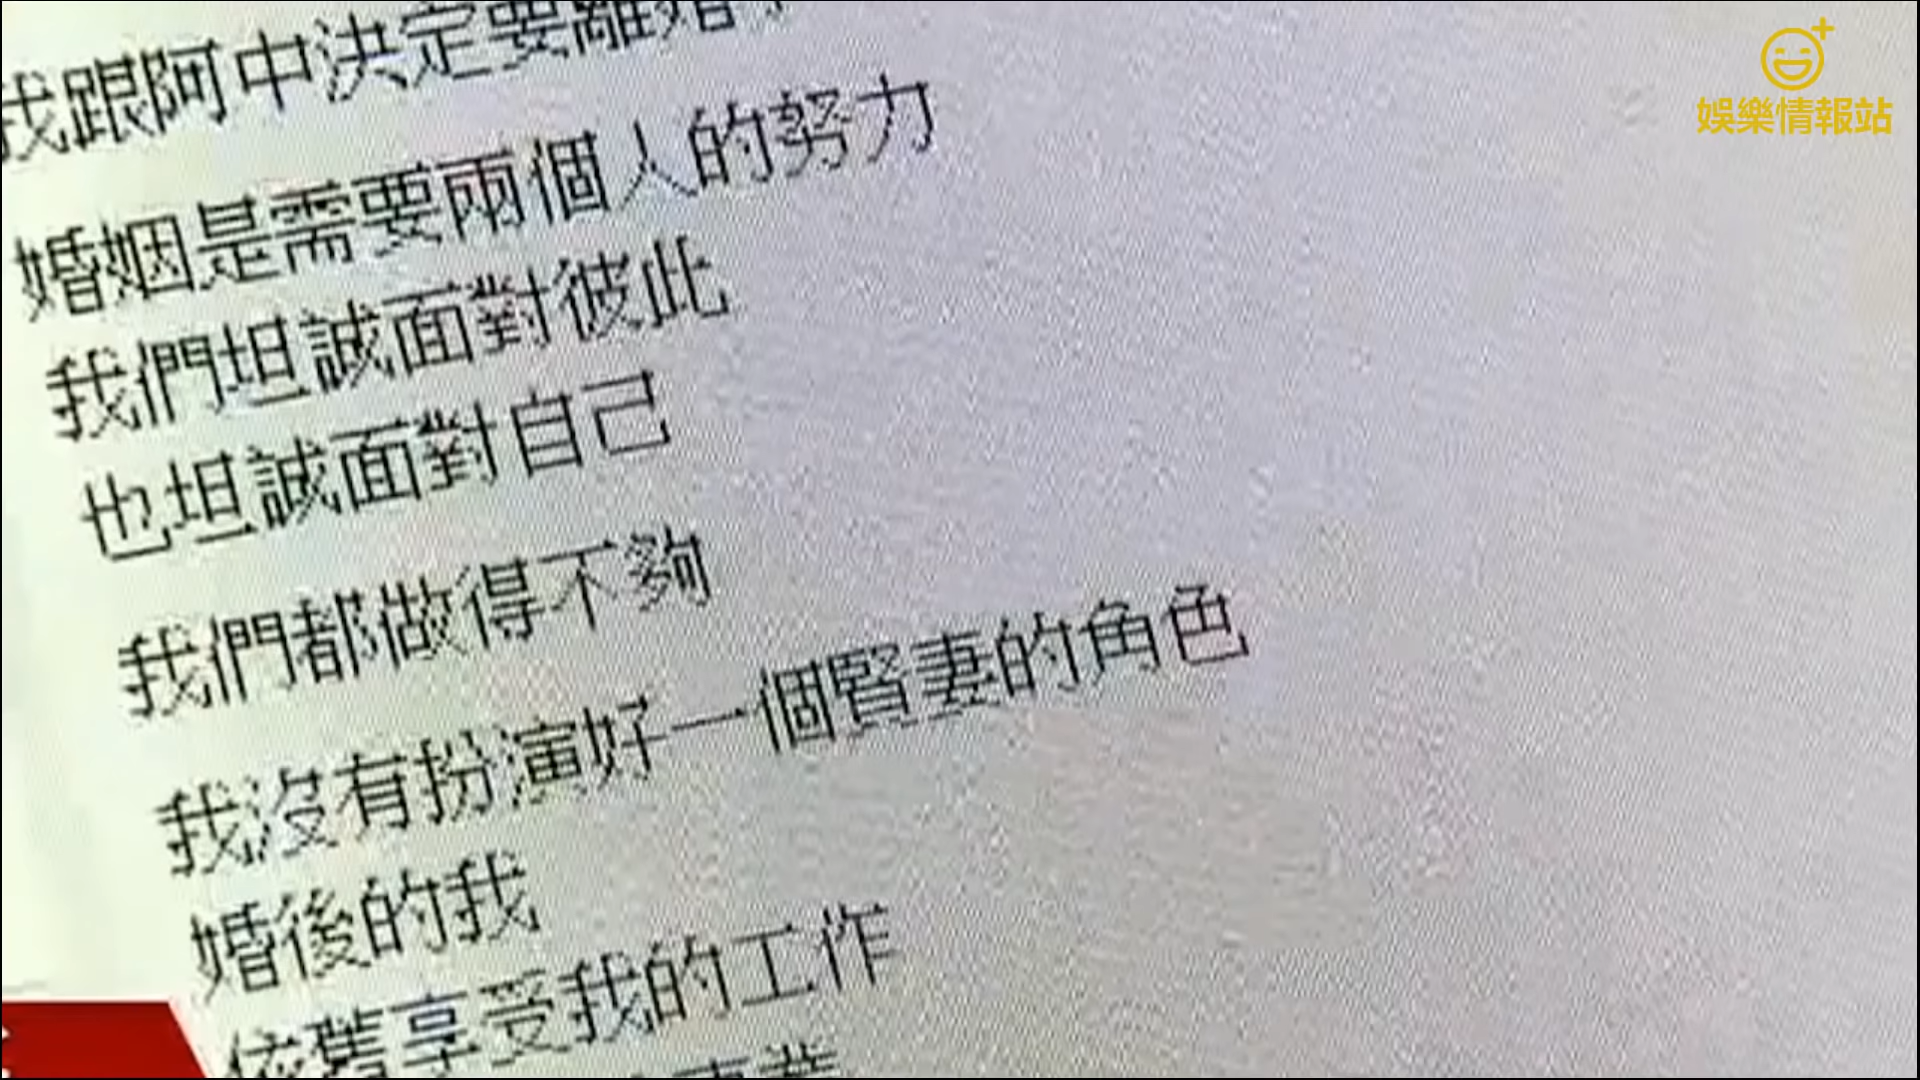 我跟阿中決定要離婚
婚姻是需要兩個人的努力
我們坦誠面對彼此
也坦誠面對自己
我們都做得不夠
我沒有扮演好一個賢妻的角色
婚後的我
依舊享受我的工作
娛樂情報站